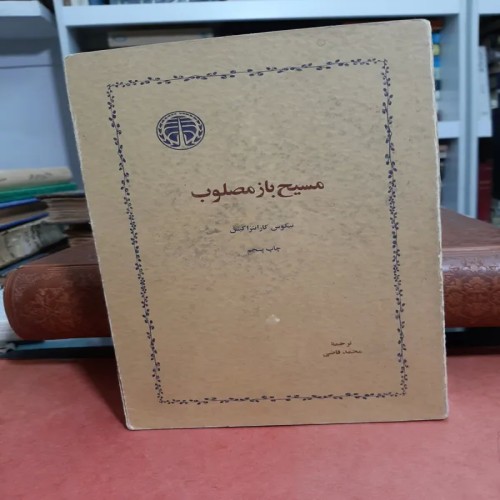 مسیح باز مصلوب
نیکوس کازانتزاکیس
چاپ پنجم
ترجمهٔ
محمد قاضی